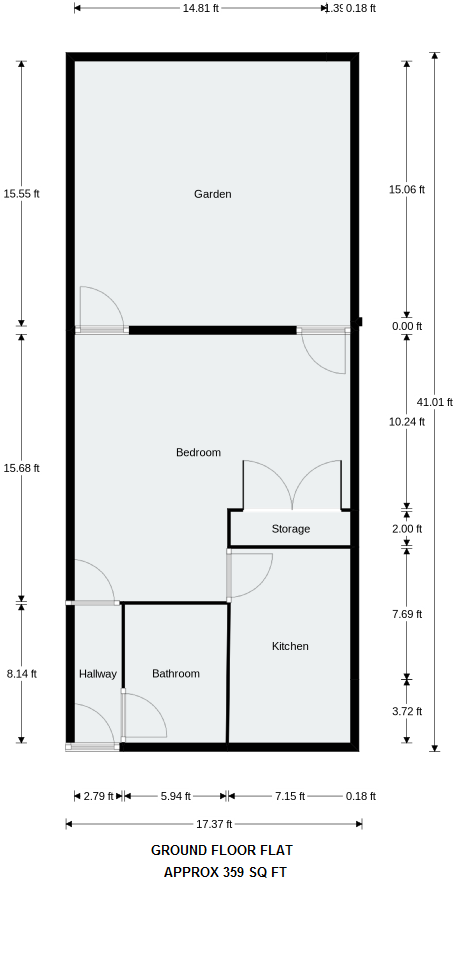 14.81 ft
1.39
0.18 ft
15.55 ft
Garden
15.06 ft
0.00 ft
41.01 ft
10.24 ft
Bedroom
15.68 ft
Storage
2.00 ft
7.69 ft
Kitchen
8.14 ft
Hallway
Bathroom
3.72 ft
2.79 ft
5.94 ft
7.15 ft
0.18 ft
17.37 ft
GROUND FLOOR FLAT
APPROX 359 SQ FT